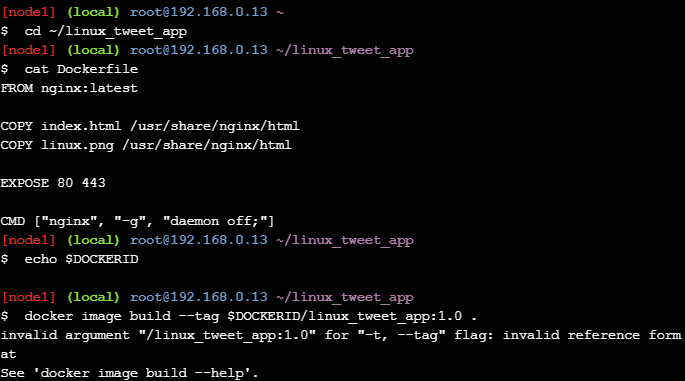 [node1] (local) root@192.168.0.13 ~
$ cd ~/linux_tweet_app
[node1] (local) root@192.168.0.13 ~/linux_tweet_app
$ cat Dockerfile
FROM nginx:latest
COPY index.html /usr/share/nginx/html
COPY linux.png /usr/share/nginx/html
EXPOSE 80 443
CMD ["nginx", "-g", "daemon off;"]
[node1] (local) root@192.168.0.13 ~/linux_tweet_app
$ echo $DOCKERID
[node1] (local) root@192.168.0.13 ~/linux_tweet_app
$ docker image build --tag $DOCKERID/linux_tweet_app:1.0 .
invalid argument "/linux_tweet_app:1.0" for "-t, --tag" flag: invalid reference form
at
See 'docker image build --help'.